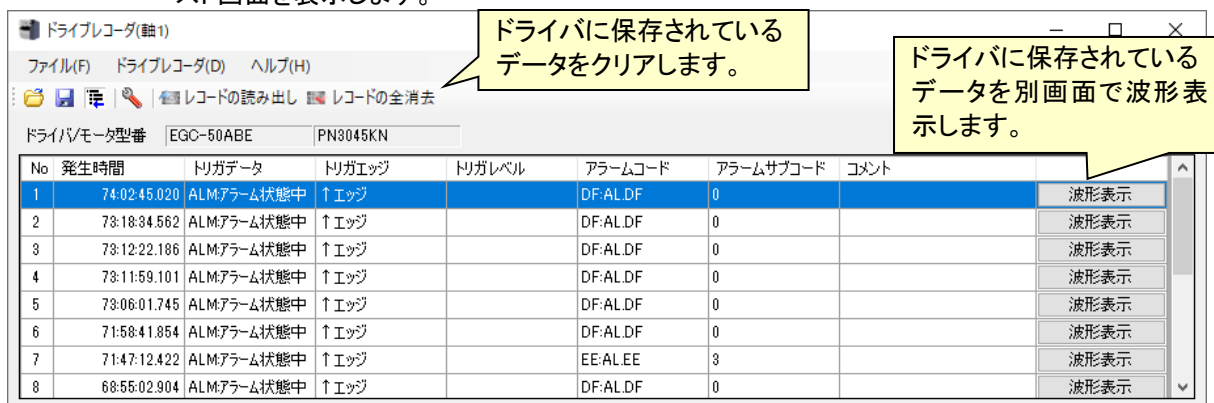 スト画面を表示します。
ドライブレコーダ(軸1)
ドライバに保存されている
データをクリアします。
ドライバに保存されている
データを別画面で波形表
示します。
ファイル(F) ドライブレコーダ(D) ヘルプ(H)
レコードの読み出し レコードの全消去
ドライバ/モータ型番 EGC-50ABE PN3045KN
No 発生時間 トリガデータ トリガエッジ トリガレベル アラームコード アラームサブコード コメント
1 74:02:45.020 ALM:アラーム状態中 ↑エッジ DF:AL.DF 0 波形表示
2 73:18:34.562 ALM:アラーム状態中 ↑エッジ DF:AL.DF 0 波形表示
3 73:12:22.186 ALM:アラーム状態中 ↑エッジ DF:AL.DF 0 波形表示
4 73:11:59.101 ALM:アラーム状態中 ↑エッジ DF:AL.DF 0 波形表示
5 73:06:01.745 ALM:アラーム状態中 ↑エッジ DF:AL.DF 0 波形表示
6 71:58:41.854 ALM:アラーム状態中 ↑エッジ DF:AL.DF 0 波形表示
7 71:47:12.422 ALM:アラーム状態中 ↑エッジ EE:AL.EE 3 波形表示
8 68:55:02.904 ALM:アラーム状態中 ↑エッジ DF:AL.DF 0 波形表示